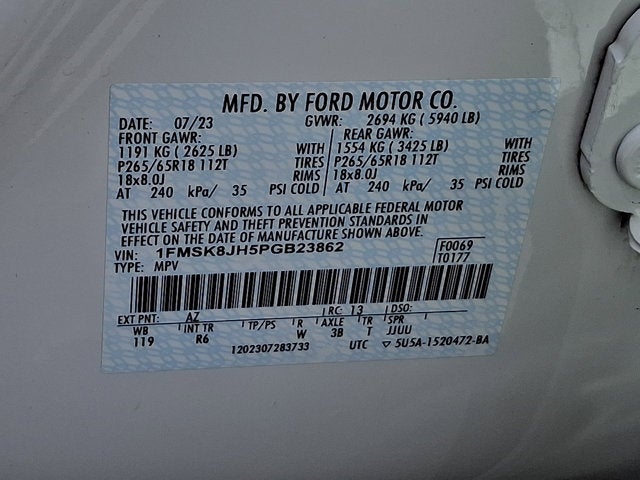 MFD. BY FORD MOTOR CO.
DATE: 07/23 GVWR: 2694 KG ( 5940 LB)
FRONT GAWR: REAR GAWR:
1191 KG ( 2625 LB) WITH 1554 KG ( 3425 LB) WITH
P265/65R18 112T TIRES P265/65R18 112T TIRES
18x8.0J RIMS 18x8.0J RIMS
AT 240 kPa/ 35 PSI COLD AT 240 kPa/ 35 PSI COLD
THIS VEHICLE CONFORMS TO ALL APPLICABLE FEDERAL MOTOR
VEHICLE SAFETY AND THEFT PREVENTION STANDARDS IN
EFFECT ON THE DATE OF MANUFACTURE SHOWN ABOVE.
VIN: 1FMSK8JH5PGB23862 F0069
TYPE: MPV T0177
EXT PNT: AZ RC: 13 DSO:
WB INT TR TP/PS R AXLE TR SPR
119 R6 W 3B T JJUU
1202307283733 UTC ▽ 5U5A-1520472-BA